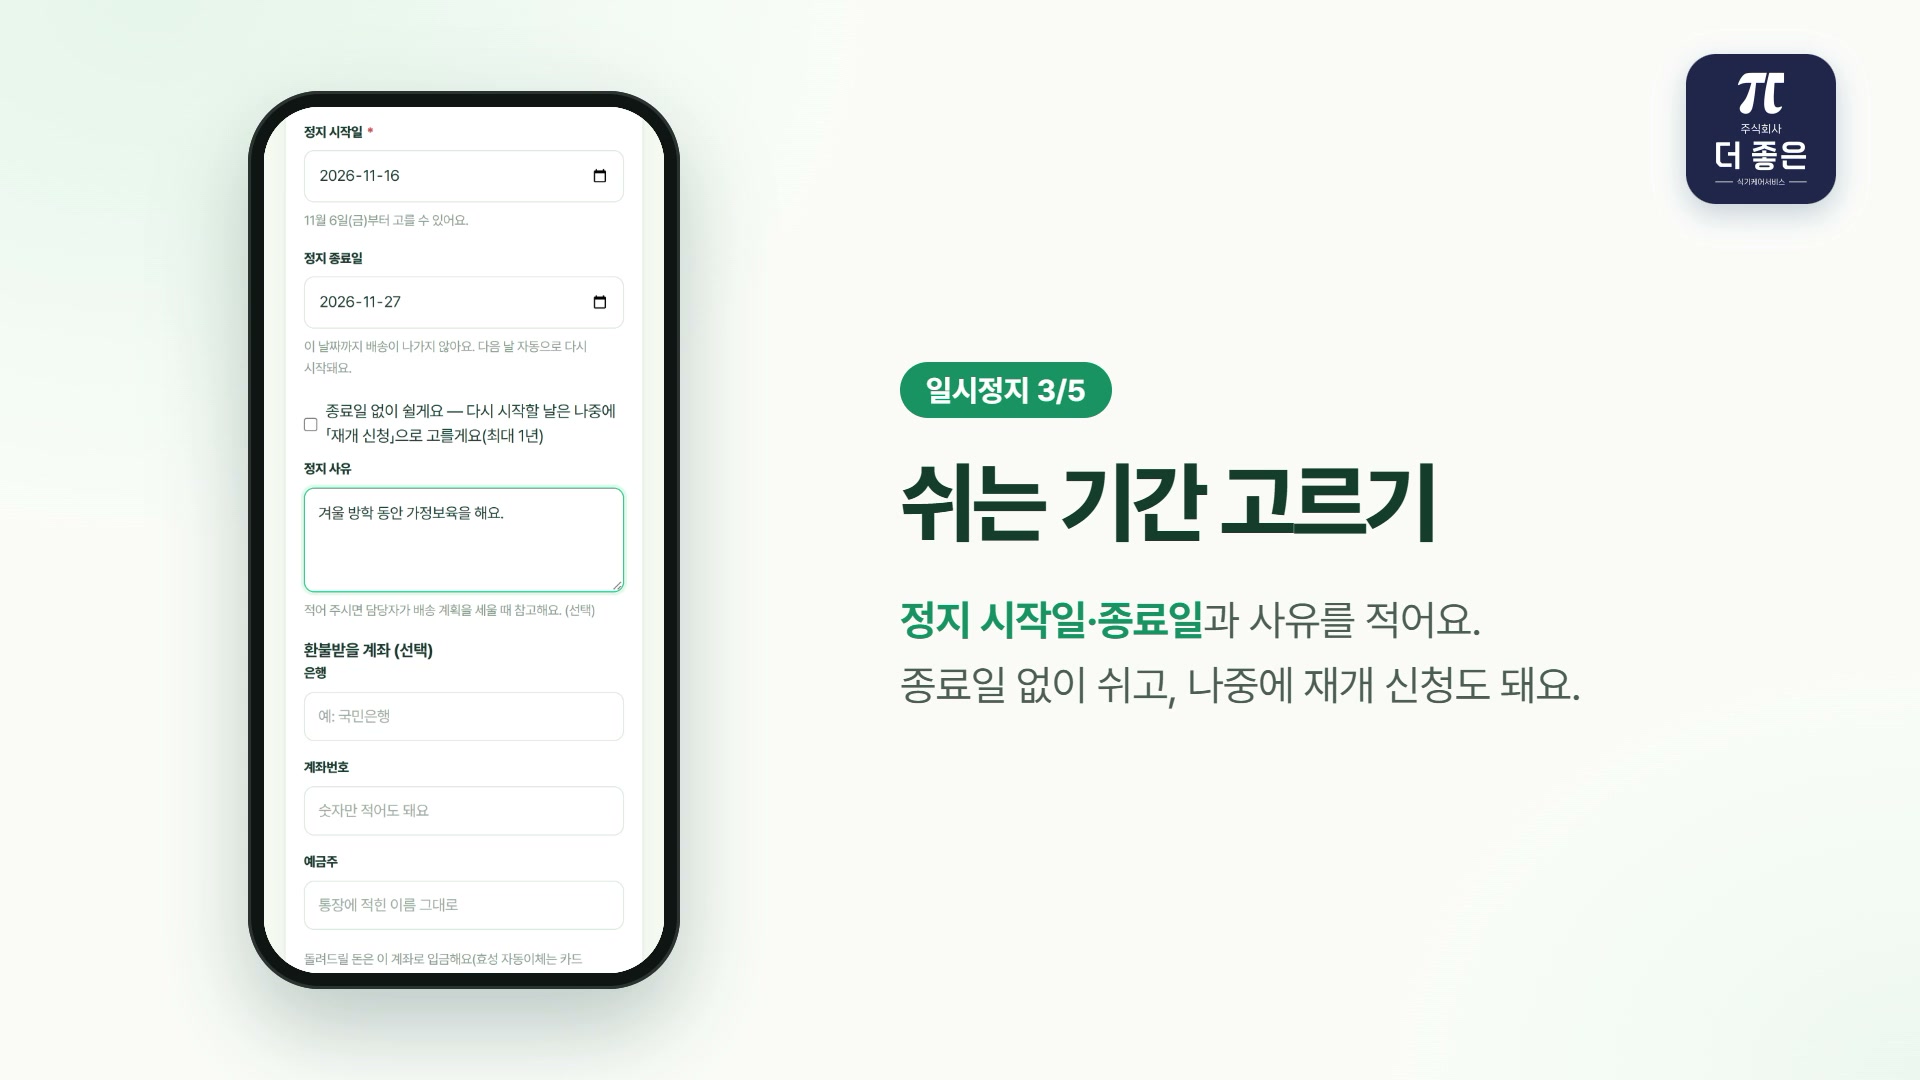 정지 시작일 *
2026-11-16
11월 6일(금)부터 고를 수 있어요.
정지 종료일
2026-11-27
이 날짜까지 배송이 나가지 않아요. 다음 날 자동으로 다시
시작돼요.
종료일 없이 쉴게요 — 다시 시작할 날은 나중에
「재개 신청」으로 고를게요(최대 1년)
정지 사유
겨울 방학 동안 가정보육을 해요.
적어 주시면 담당자가 배송 계획을 세울 때 참고해요. (선택)
환불받을 계좌 (선택)
은행
예: 국민은행
계좌번호
숫자만 적어도 돼요
예금주
통장에 적힌 이름 그대로
돌려드릴 돈은 이 계좌로 입금해요(효성 자동이체는 카드
일시정지 3/5
쉬는 기간 고르기
정지 시작일·종료일과 사유를 적어요.
종료일 없이 쉬고, 나중에 재개 신청도 돼요.
π
주식회사
더 좋은
식기케어서비스